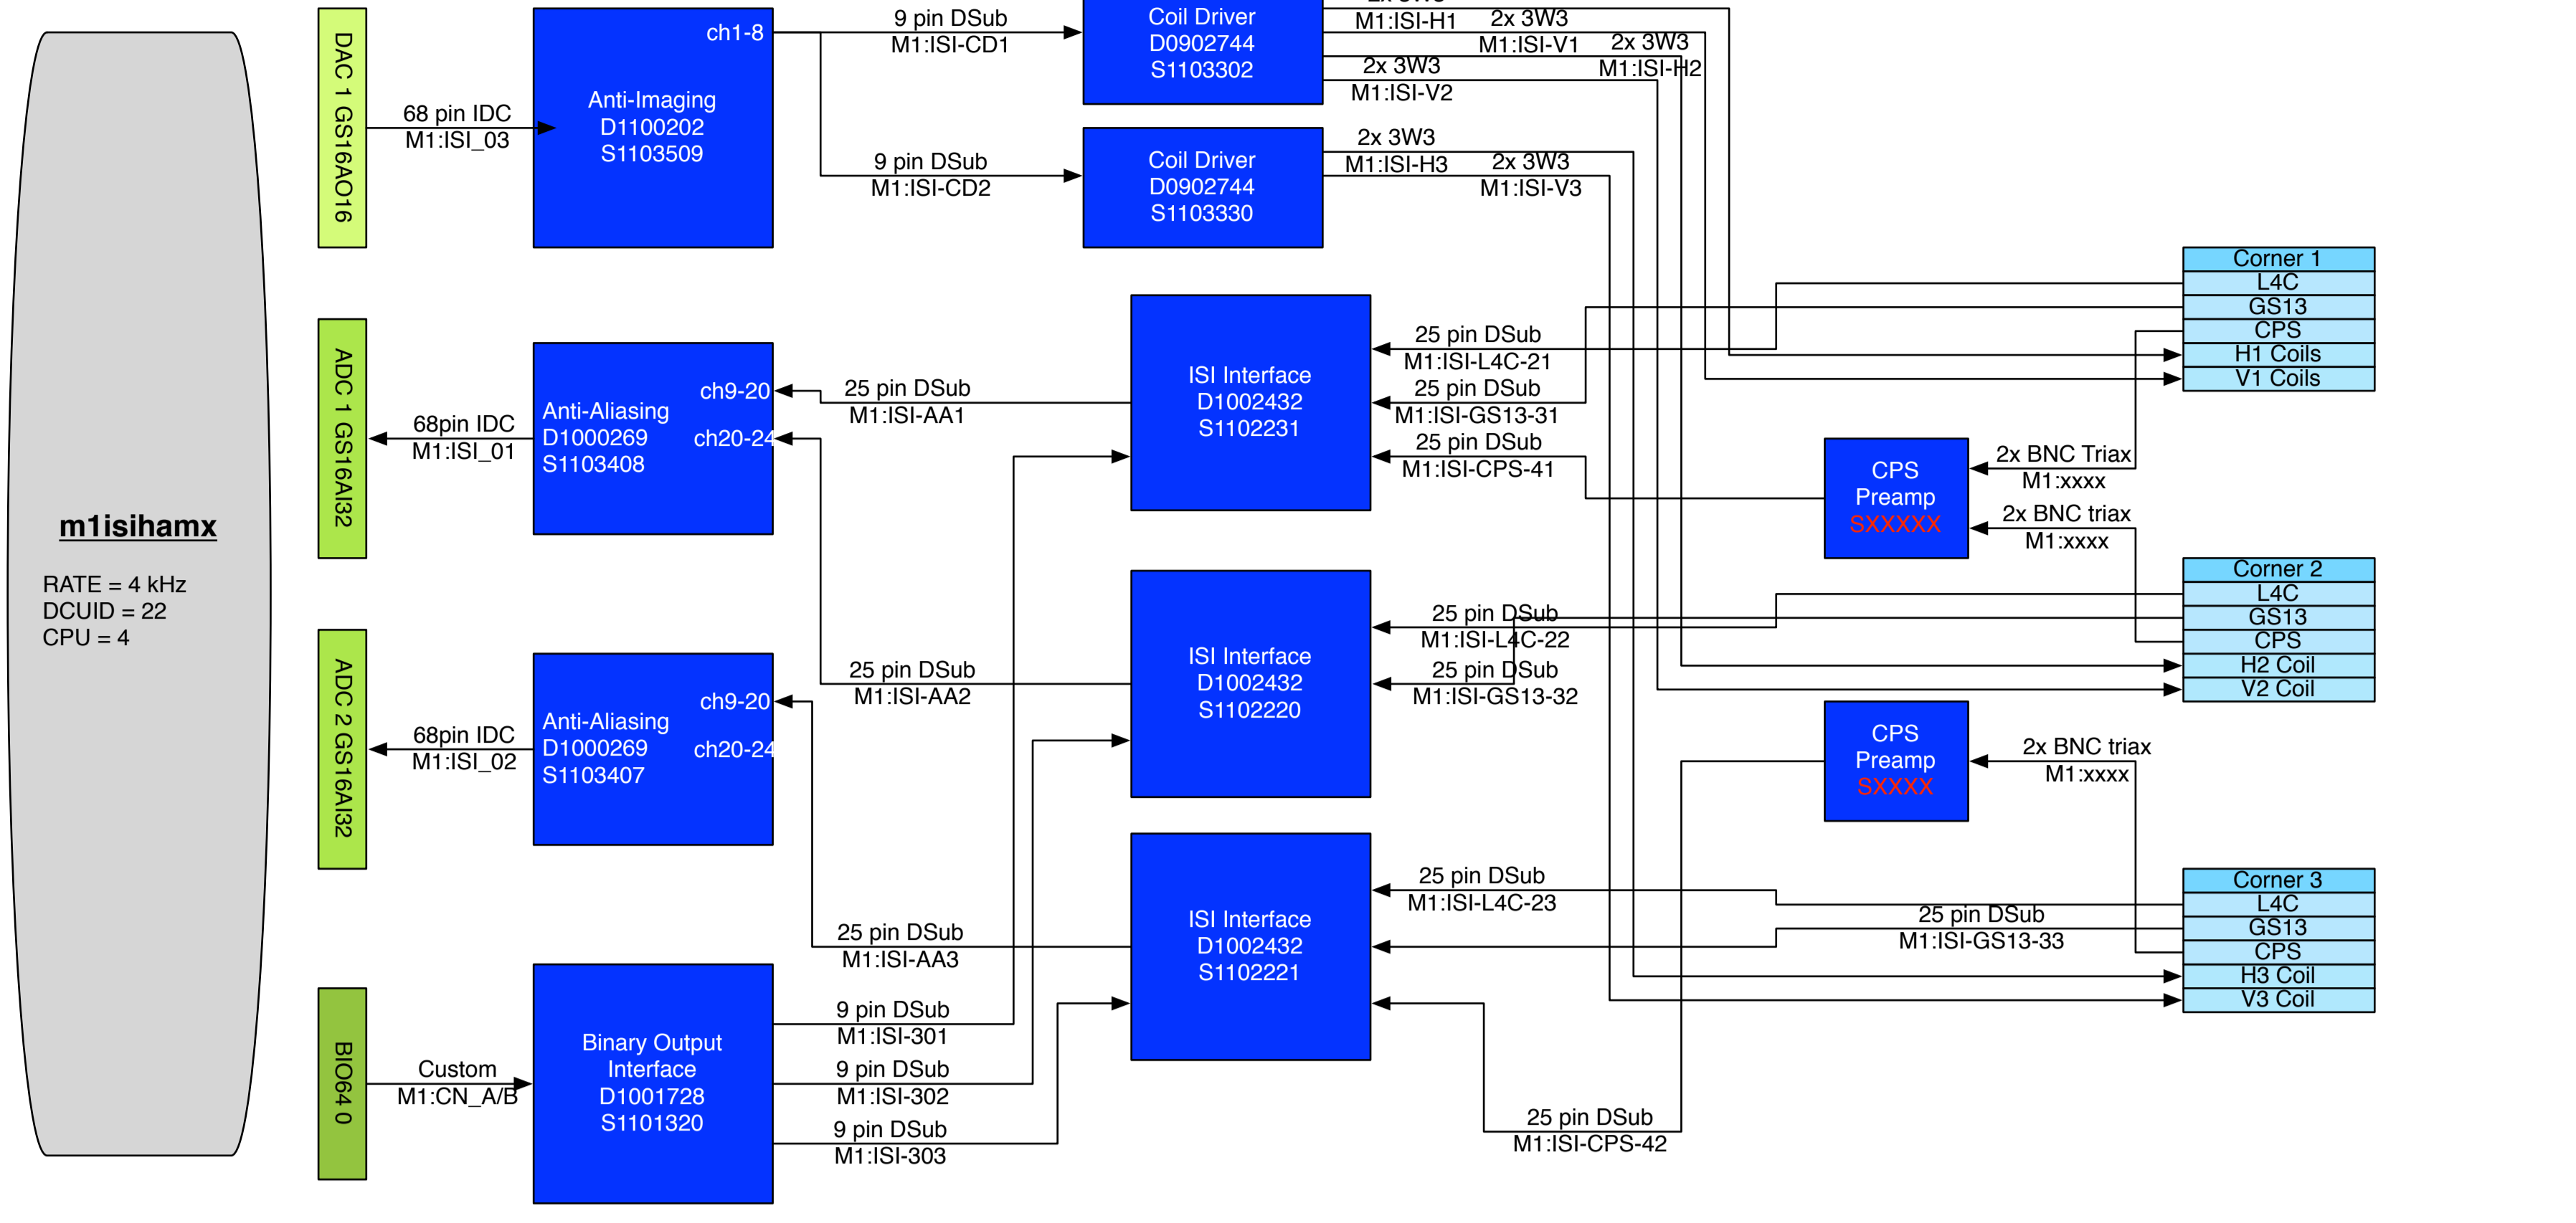 m1isihamx
RATE = 4 kHz
DCUID = 22
CPU = 4
DAC 1 GS16AO16
ADC 1 GS16AI32
ADC 2 GS16AI32
BIO64 0
68 pin IDC
M1:ISI_03
68pin IDC
M1:ISI_01
68pin IDC
M1:ISI_02
Custom
M1:CN_A/B
ch1-8
Anti-Imaging
D1100202
S1103509
ch9-20
Anti-Aliasing
D1000269
ch20-24
S1103408
ch9-20
Anti-Aliasing
D1000269
ch20-24
S1103407
Binary Output
Interface
D1001728
S1101320
9 pin DSub
M1:ISI-CD1
9 pin DSub
M1:ISI-CD2
25 pin DSub
M1:ISI-AA1
25 pin DSub
M1:ISI-AA2
25 pin DSub
M1:ISI-AA3
9 pin DSub
M1:ISI-301
9 pin DSub
M1:ISI-302
9 pin DSub
M1:ISI-303
Coil Driver
D0902744
S1103302
Coil Driver
D0902744
S1103330
ISI Interface
D1002432
S1102231
ISI Interface
D1002432
S1102220
ISI Interface
D1002432
S1102221
M1:ISI-H1
2x 3W3
M1:ISI-V1
2x 3W3
M1:ISI-H2
2x 3W3
M1:ISI-V2
2x 3W3
M1:ISI-H3
2x 3W3
M1:ISI-V3
25 pin DSub
M1:ISI-L4C-21
25 pin DSub
M1:ISI-GS13-31
25 pin DSub
M1:ISI-CPS-41
25 pin DSub
M1:ISI-L4C-22
25 pin DSub
M1:ISI-GS13-32
25 pin DSub
M1:ISI-L4C-23
25 pin DSub
M1:ISI-GS13-33
25 pin DSub
M1:ISI-CPS-42
CPS
Preamp
SXXXXX
CPS
Preamp
SXXXX
2x BNC Triax
M1:xxxx
2x BNC triax
M1:xxxx
2x BNC triax
M1:xxxx
Corner 1
L4C
GS13
CPS
H1 Coils
V1 Coils
Corner 2
L4C
GS13
CPS
H2 Coil
V2 Coil
Corner 3
L4C
GS13
CPS
H3 Coil
V3 Coil